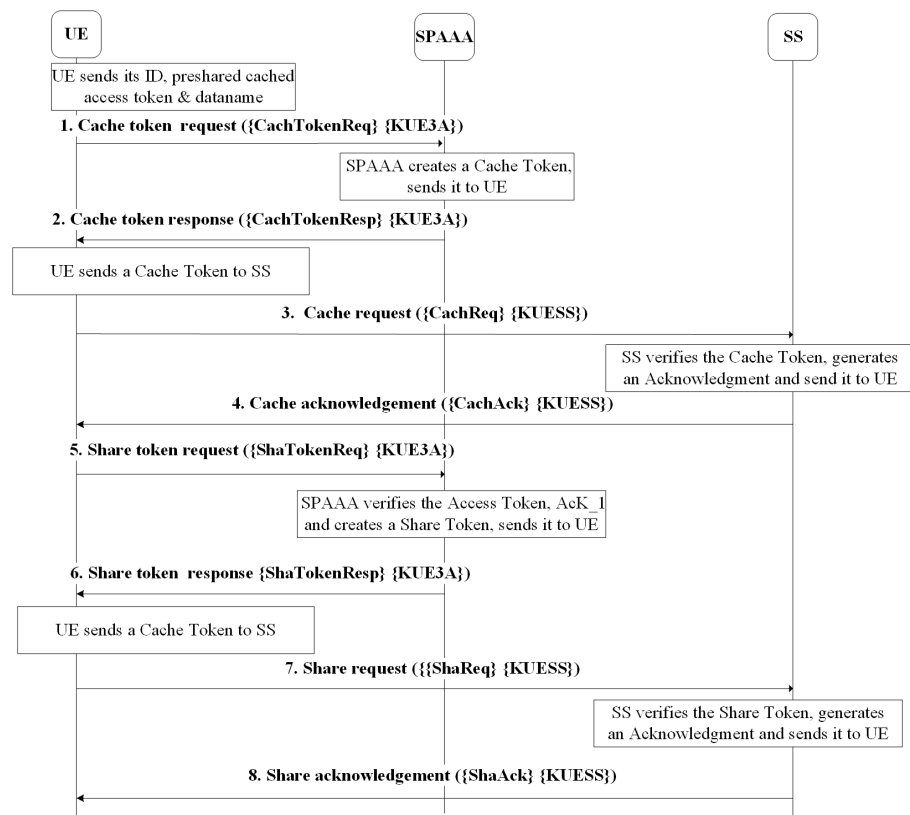 UE
SPAAA
SS
UE sends its ID, preshared cached
access token & dataname
1. Cache token request ({CachTokenReq} {KUE3A})
SPAAA creates a Cache Token,
sends it to UE
2. Cache token response ({CachTokenResp} {KUE3A})
UE sends a Cache Token to SS
3. Cache request ({CachReq} {KUESS})
SS verifies the Cache Token, generates
an Acknowledgment and send it to UE
4. Cache acknowledgement ({CachAck} {KUESS})
5. Share token request ({ShaTokenReq} {KUE3A})
SPAAA verifies the Access Token, AcK_1
and creates a Share Token, sends it to UE
6. Share token response {ShaTokenResp} {KUE3A})
UE sends a Cache Token to SS
7. Share request ({{ShaReq} {KUESS})
SS verifies the Share Token, generates
an Acknowledgment and sends it to UE
8. Share acknowledgement ({ShaAck} {KUESS})